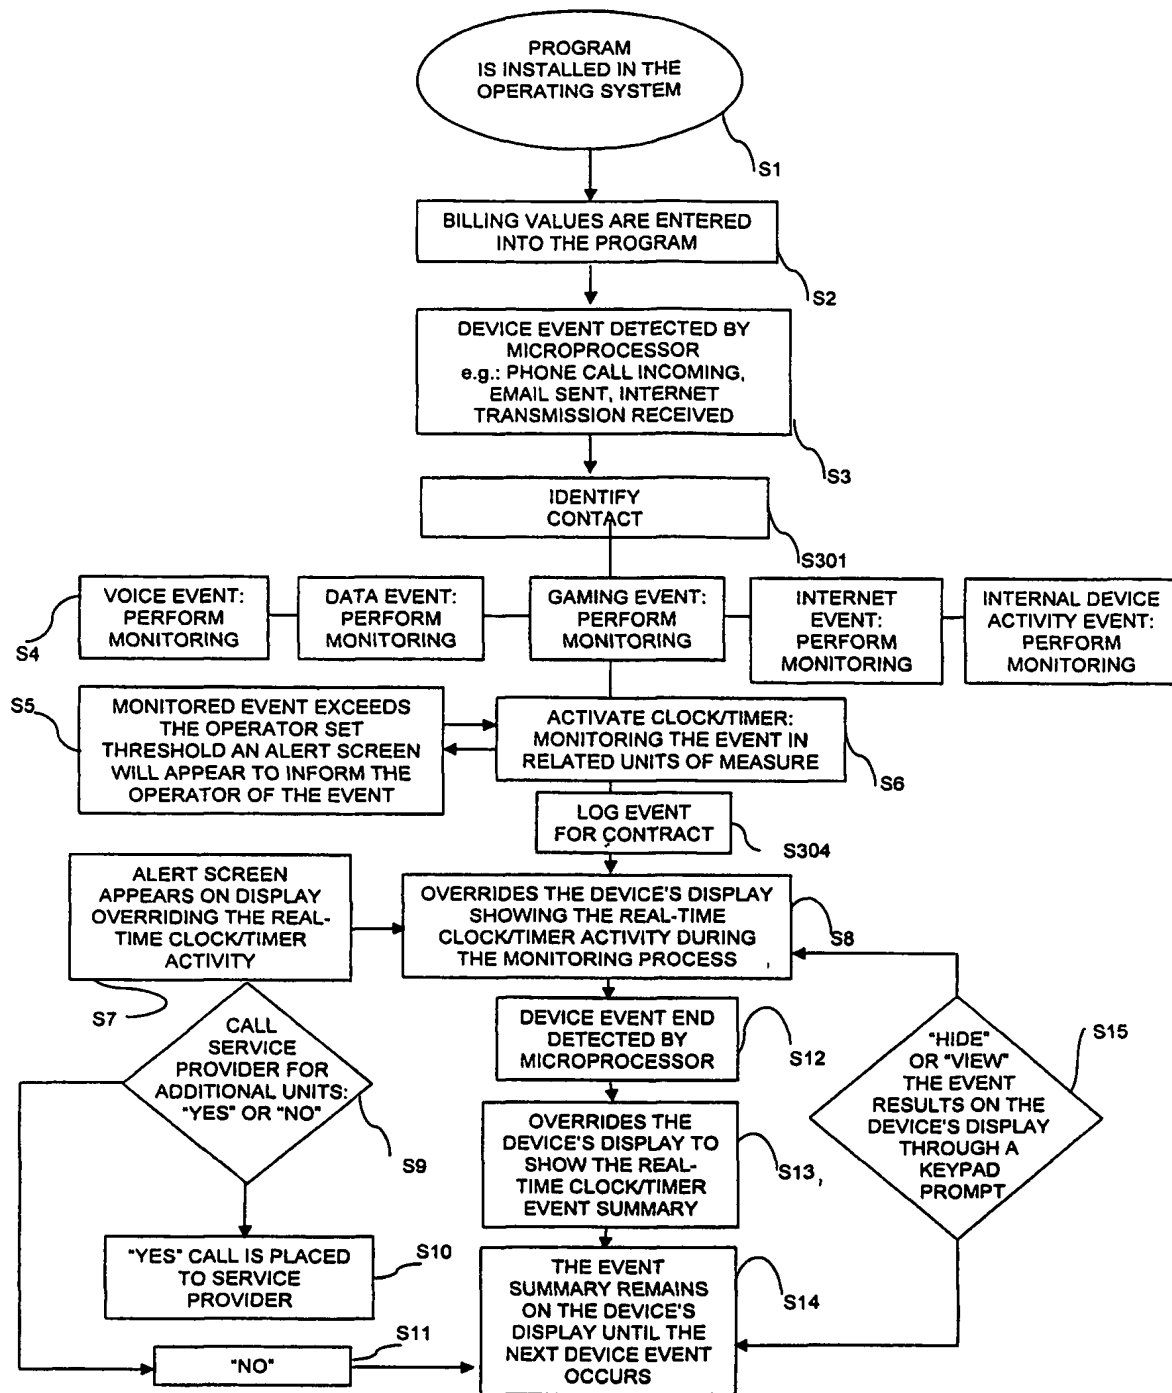 PROGRAM
IS INSTALLED IN THE
OPERATING SYSTEM
S1
BILLING VALUES ARE ENTERED
INTO THE PROGRAM
S2
DEVICE EVENT DETECTED BY
MICROPROCESSOR
e.g.: PHONE CALL INCOMING,
EMAIL SENT, INTERNET
TRANSMISSION RECEIVED
S3
IDENTIFY
CONTACT
S301
VOICE EVENT:
PERFORM
MONITORING
S4
DATA EVENT:
PERFORM
MONITORING
GAMING EVENT:
PERFORM
MONITORING
INTERNET
EVENT:
PERFORM
MONITORING
INTERNAL DEVICE
ACTIVITY EVENT:
PERFORM
MONITORING
S5
MONITORED EVENT EXCEEDS
THE OPERATOR SET
THRESHOLD AN ALERT SCREEN
WILL APPEAR TO INFORM THE
OPERATOR OF THE EVENT
ACTIVATE CLOCK/TIMER:
MONITORING THE EVENT IN
RELATED UNITS OF MEASURE
S6
LOG EVENT
FOR CONTRACT
S304
ALERT SCREEN
APPEARS ON DISPLAY
OVERRIDING THE REAL-
TIME CLOCK/TIMER
ACTIVITY
S7
OVERRIDES THE DEVICE'S DISPLAY
SHOWING THE REAL-TIME
CLOCK/TIMER ACTIVITY DURING
THE MONITORING PROCESS
S8
CALL
SERVICE
PROVIDER FOR
ADDITIONAL UNITS:
"YES" OR "NO"
S9
DEVICE EVENT END
DETECTED BY
MICROPROCESSOR
S12
"HIDE"
OR "VIEW"
THE EVENT
RESULTS ON THE
DEVICE'S DISPLAY
THROUGH A
KEYPAD
PROMPT
S15
OVERRIDES THE
DEVICE'S DISPLAY TO
SHOW THE REAL-
TIME CLOCK/TIMER
EVENT SUMMARY
S13
"YES" CALL IS PLACED
TO SERVICE
PROVIDER
S10
THE EVENT
SUMMARY REMAINS
ON THE DEVICE'S
DISPLAY UNTIL THE
NEXT DEVICE EVENT
OCCURS
S14
"NO"
S11